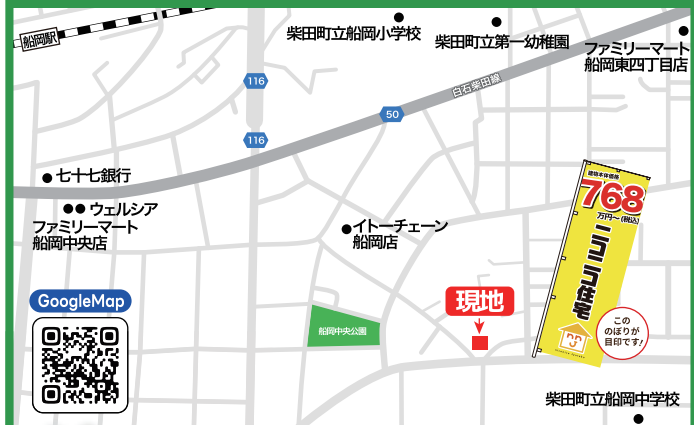 船岡駅
柴田町立船岡小学校
柴田町立第一幼稚園
ファミリーマート
船岡東四丁目店
116
白石柴田線
50
116
七十七銀行
ウェルシア
ファミリーマート
船岡中央店
イトーチェーン
船岡店
建物本体価格
768
万円～(税込)
ニコニコ住宅
この
のぼりが
目印です!
GoogleMap
現地
船岡中央公園
柴田町立船岡中学校